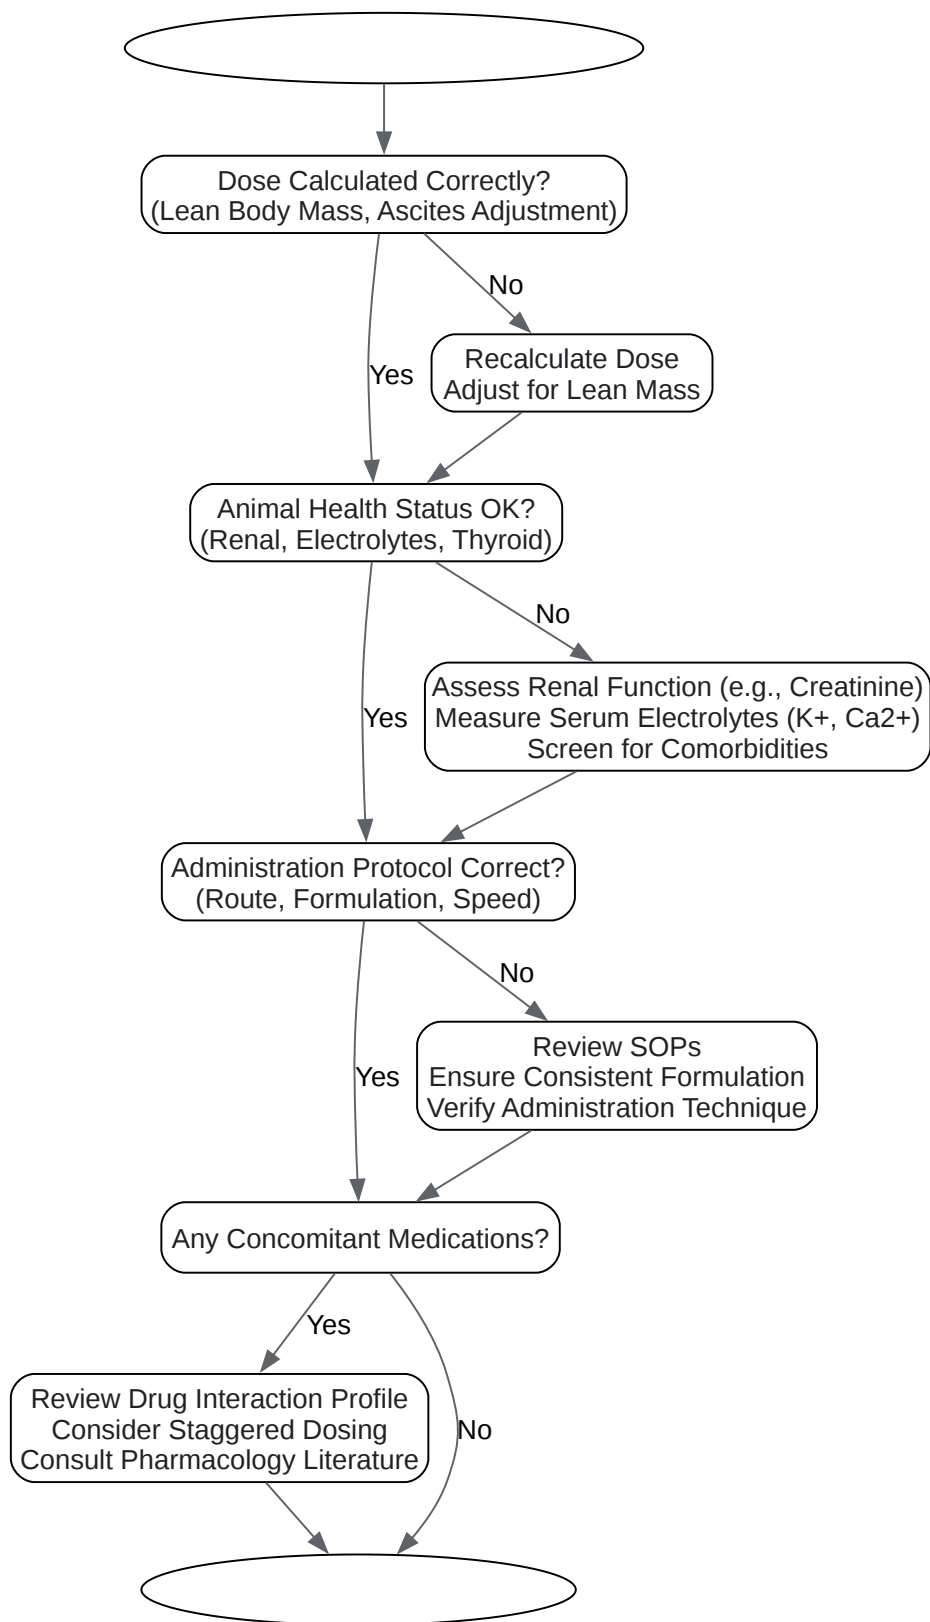 Dose Calculated Correctly?
(Lean Body Mass, Ascites Adjustment)
No
Recalculate Dose
Adjust for Lean Mass
Yes
Animal Health Status OK?
(Renal, Electrolytes, Thyroid)
No
Assess Renal Function (e.g., Creatinine)
Measure Serum Electrolytes (K+, Ca2+)
Screen for Comorbidities
Yes
Administration Protocol Correct?
(Route, Formulation, Speed)
No
Review SOPs
Ensure Consistent Formulation
Verify Administration Technique
Yes
Any Concomitant Medications?
Yes
Review Drug Interaction Profile
Consider Staggered Dosing
Consult Pharmacology Literature
No